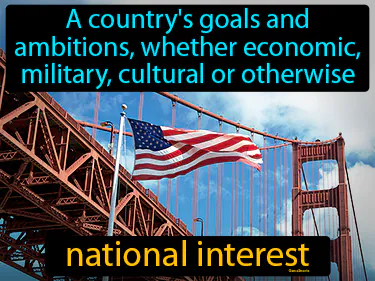 A country's goals and
ambitions, whether economic,
military, cultural or otherwise
national interest